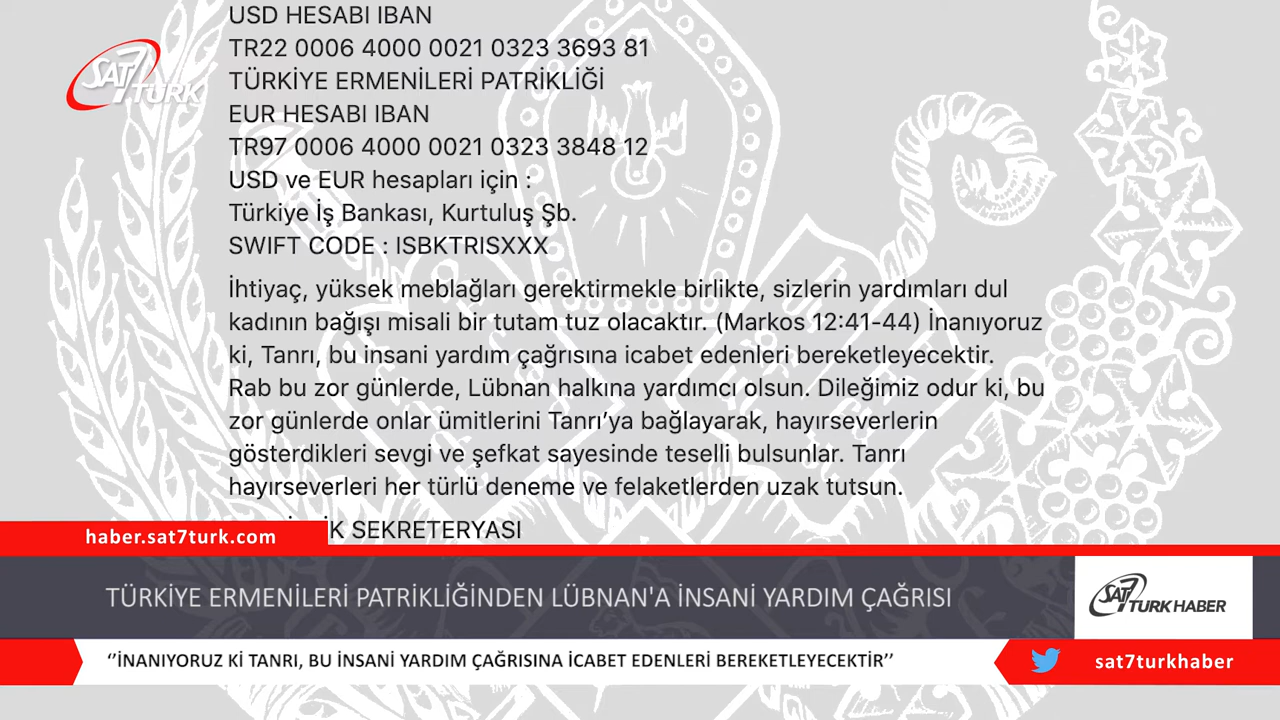 USD HESABI IBAN
TR22 0006 4000 0021 0323 3693 81
TÜRKİYE ERMENİLERİ PATRİKLİĞİ
EUR HESABI IBAN
TR97 0006 4000 0021 0323 3848 12
USD ve EUR hesapları için :
Türkiye İş Bankası, Kurtuluş Şb.
SWIFT CODE : ISBKTRISXXX
İhtiyaç, yüksek meblağları gerektirmekle birlikte, sizlerin yardımları dul
kadının bağışı misali bir tutam tuz olacaktır. (Markos 12:41-44) İnanıyoruz
ki, Tanrı, bu insani yardım çağrısına icabet edenleri bereketleyecektir.
Rab bu zor günlerde, Lübnan halkına yardımcı olsun. Dileğimiz odur ki, bu
zor günlerde onlar ümitlerini Tanrı’ya bağlayarak, hayırseverlerin
gösterdikleri sevgi ve şefkat sayesinde teselli bulsunlar. Tanrı
hayırseverleri her türlü deneme ve felaketlerden uzak tutsun.
SEKRETERYASI
SAT7 TÜRK
haber.sat7turk.com
TÜRKİYE ERMENİLERİ PATRİKLİĞİNDEN LÜBNAN'A İNSANİ YARDIM ÇAĞRISI
SAT7 TURK HABER
‘’İNANIYORUZ Kİ TANRI, BU İNSANİ YARDIM ÇAĞRISINA İCABET EDENLERİ BEREKETLEYECEKTİR’’
sat7turkhaber